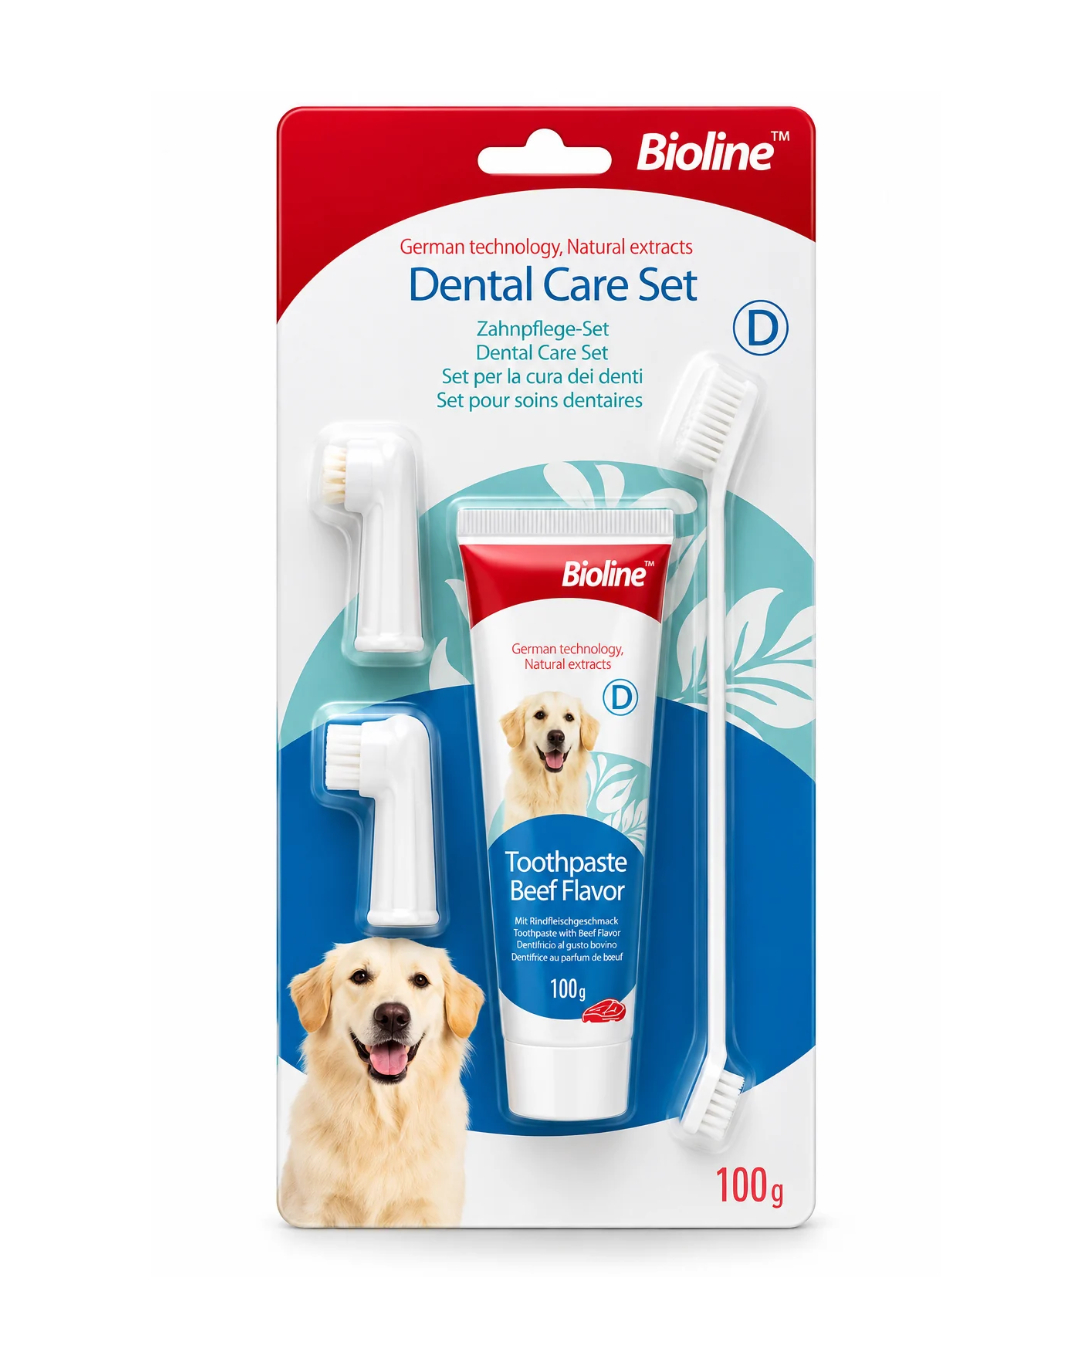 Bioline™
German technology, Natural extracts
Dental Care Set
D
Zahnpflege-Set
Dental Care Set
Set per la cura dei denti
Set pour soins dentaires
Bioline™
German technology,
Natural extracts
D
Toothpaste
Beef Flavor
Mit Rindfleischgeschmack
Toothpaste with Beef Flavor
Dentifricio al gusto bovino
Dentifrice au parfum de bœuf
100g
100g